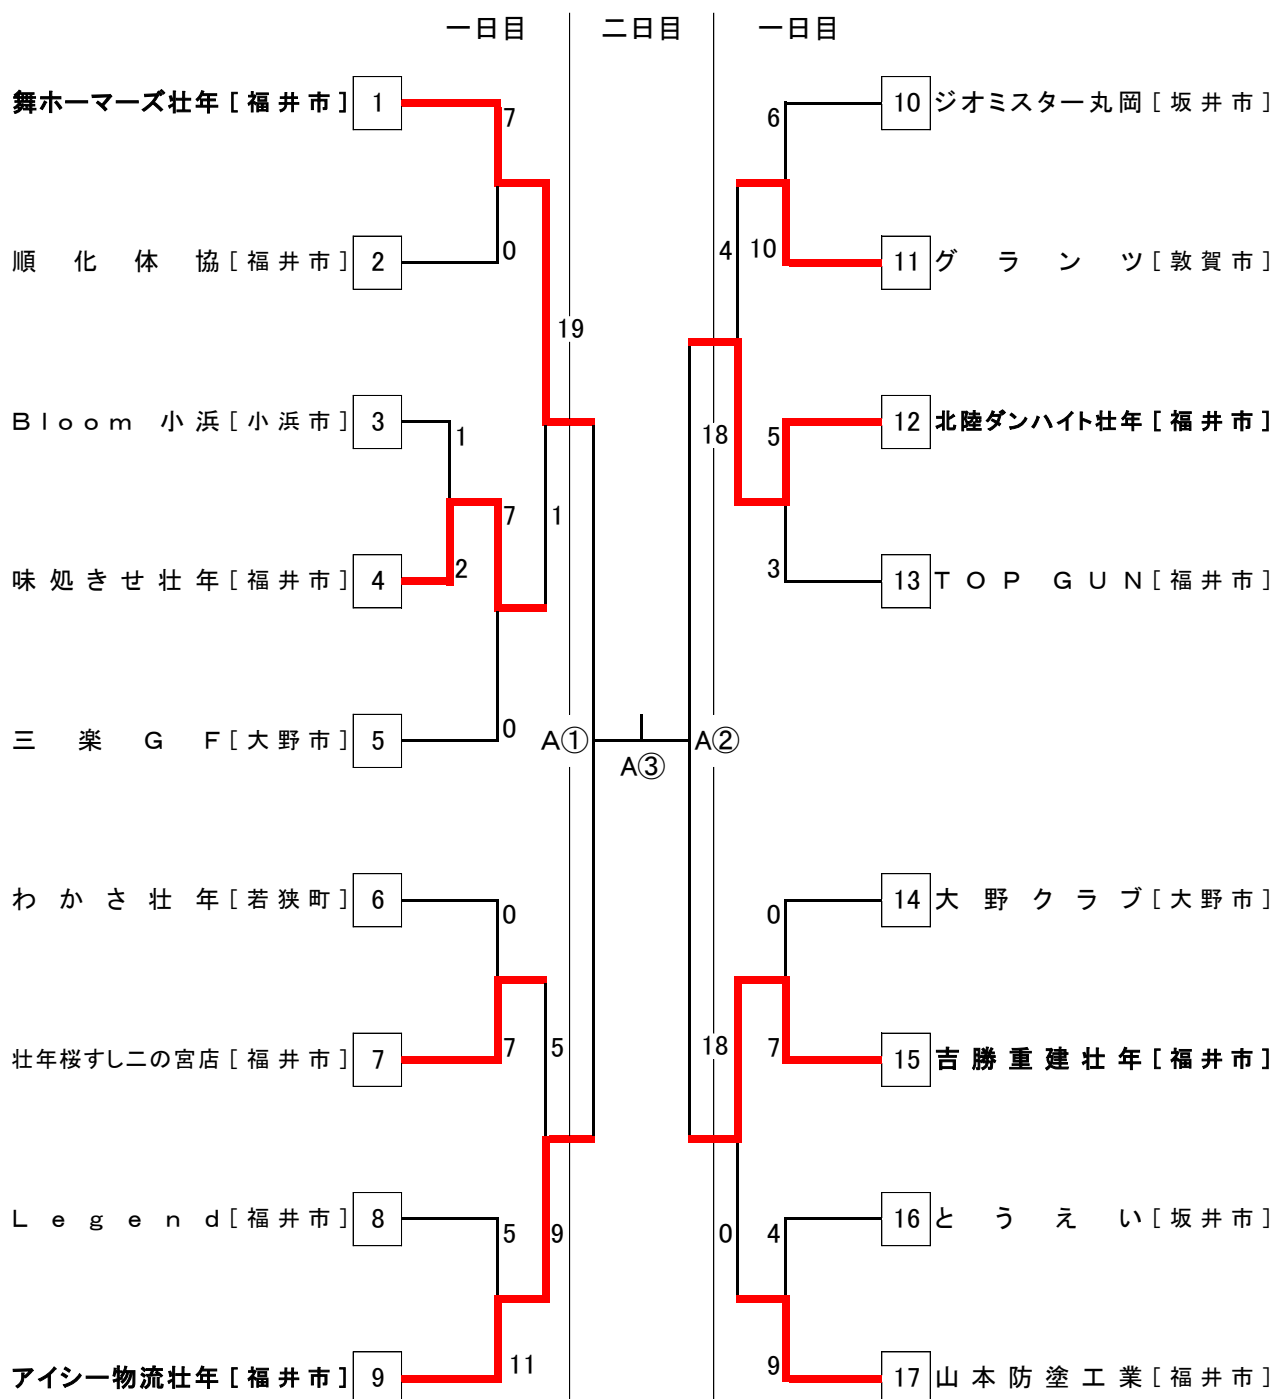 一日目 二日目 一日目
舞ホーマーズ壮年[福井市] 1 7 6 10 ジオミスター丸岡[坂井市]
順化体協[福井市] 2 0 4 10 11 グランツ[敦賀市]
19
Bloom 小浜[小浜市] 3 1 18 5 12 北陸ダンハイト壮年[福井市]
7 1
味処きせ壮年[福井市] 4 2 3 13 TOP GUN[福井市]
三楽GF[大野市] 5 0 A① A②
A③
わかさ壮年[若狭町] 6 0 0 14 大野クラブ[大野市]
壮年桜すし二の宮店[福井市] 7 7 5 18 7 15 吉勝重建壮年[福井市]
Legend[福井市] 8 5 9 0 4 16 とうえい[坂井市]
アイシー物流壮年[福井市] 9 11 9 17 山本防塗工業[福井市]